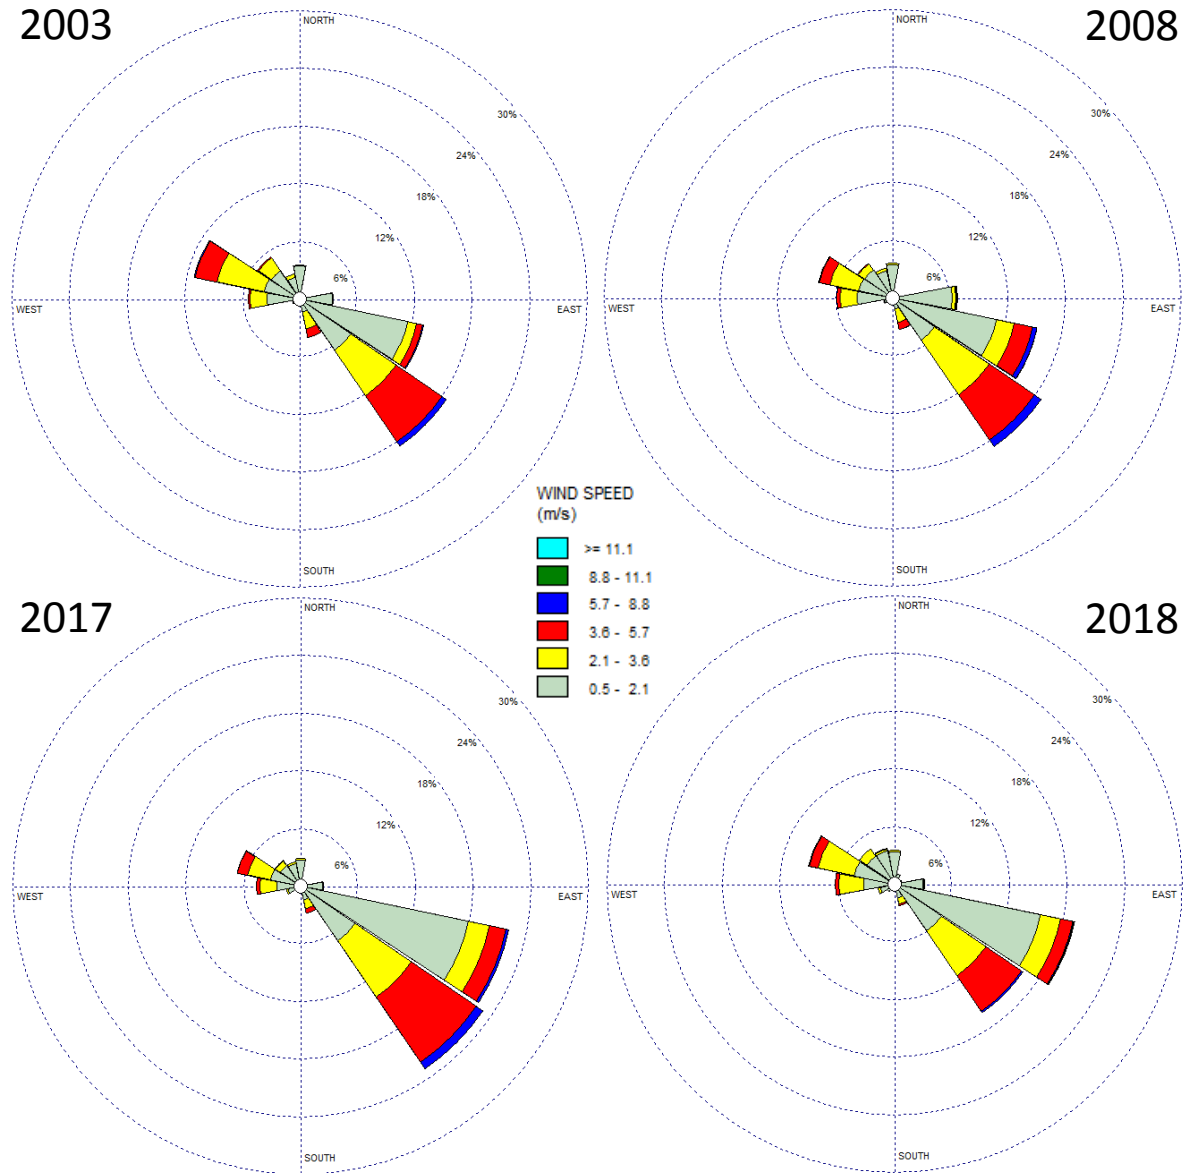 2003
NORTH
30%
24%
18%
12%
6%
WEST
EAST
SOUTH
2008
NORTH
30%
24%
18%
12%
6%
WEST
EAST
SOUTH
WIND SPEED
(m/s)
>= 11.1
8.8 - 11.1
5.7 - 8.8
3.6 - 5.7
2.1 - 3.6
0.5 - 2.1
2017
NORTH
30%
24%
18%
12%
6%
WEST
EAST
SOUTH
2018
NORTH
30%
24%
18%
12%
6%
WEST
EAST
SOUTH